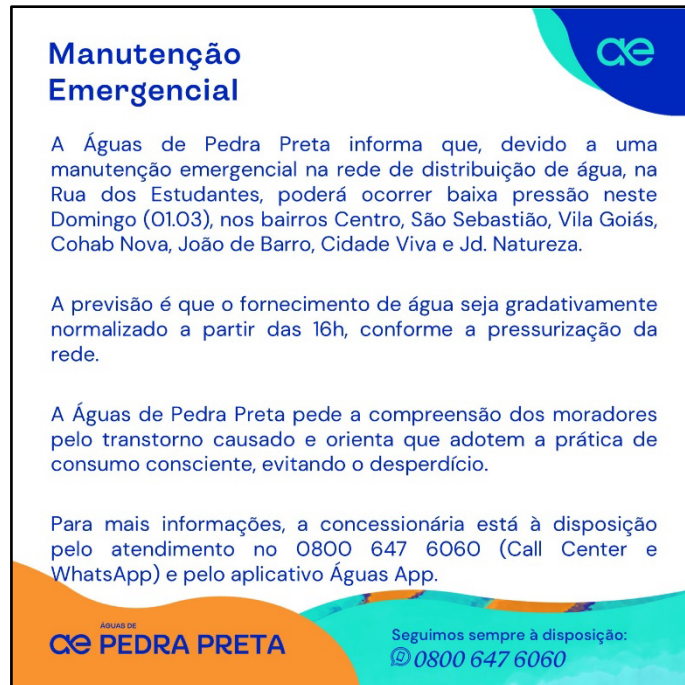 Manutenção
Emergencial
ae
A Águas de Pedra Preta informa que, devido a uma
manutenção emergencial na rede de distribuição de água, na
Rua dos Estudantes, poderá ocorrer baixa pressão neste
Domingo (01.03), nos bairros Centro, São Sebastião, Vila Goiás,
Cohab Nova, João de Barro, Cidade Viva e Jd. Natureza.
A previsão é que o fornecimento de água seja gradativamente
normalizado a partir das 16h, conforme a pressurização da
rede.
A Águas de Pedra Preta pede a compreensão dos moradores
pelo transtorno causado e orienta que adotem a prática de
consumo consciente, evitando o desperdício.
Para mais informações, a concessionária está à disposição
pelo atendimento no 0800 647 6060 (Call Center e
WhatsApp) e pelo aplicativo Águas App.
ÁGUAS DE
ae PEDRA PRETA
Seguimos sempre à disposição:
0800 647 6060